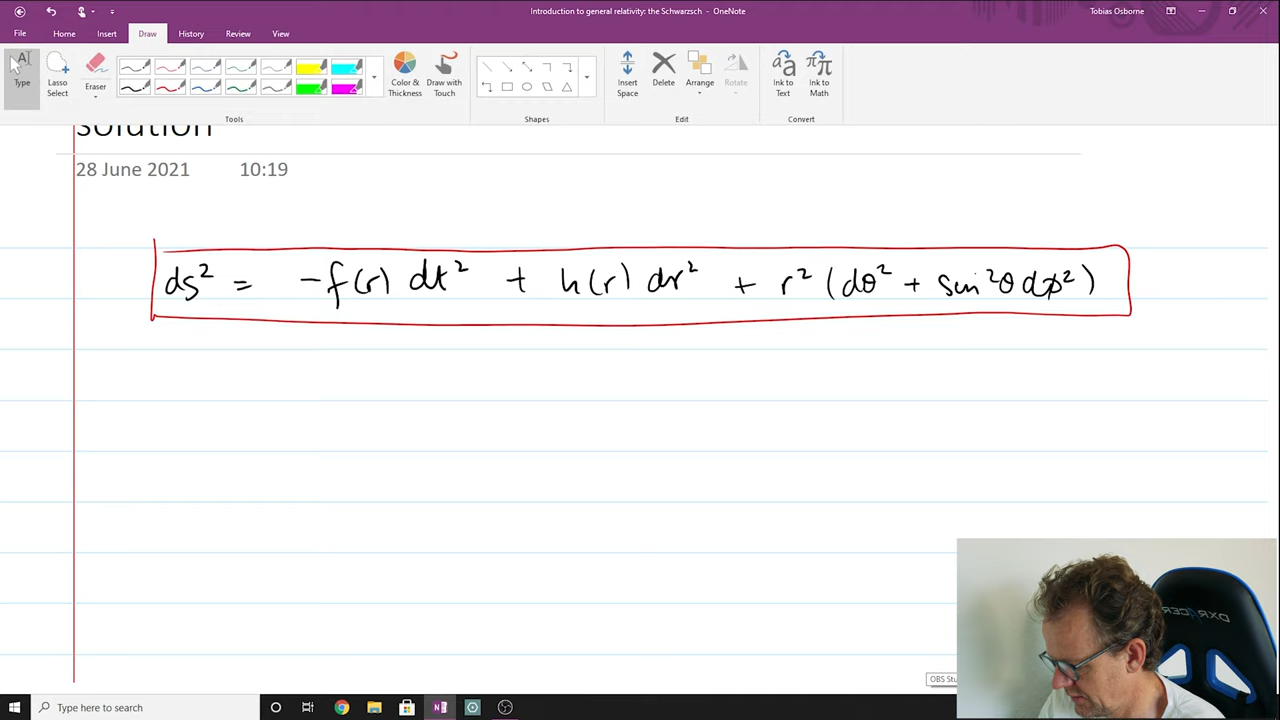 Introduction to general relativity: the Schwarzsch - OneNote
Tobias Osborne
File Home Insert Draw History Review View
Type
Lasso Select
Eraser
Color & Thickness
Draw with Touch
Insert Space
Delete
Arrange
Rotate
Ink to Text
Ink to Math
Tools Shapes Edit Convert
solution
28 June 2021 10:19
ds² = -f(r) dt² + h(r) dr² + r²(dθ² + sin²θ dφ²)
DXRACER
OBS Stu
Type here to search